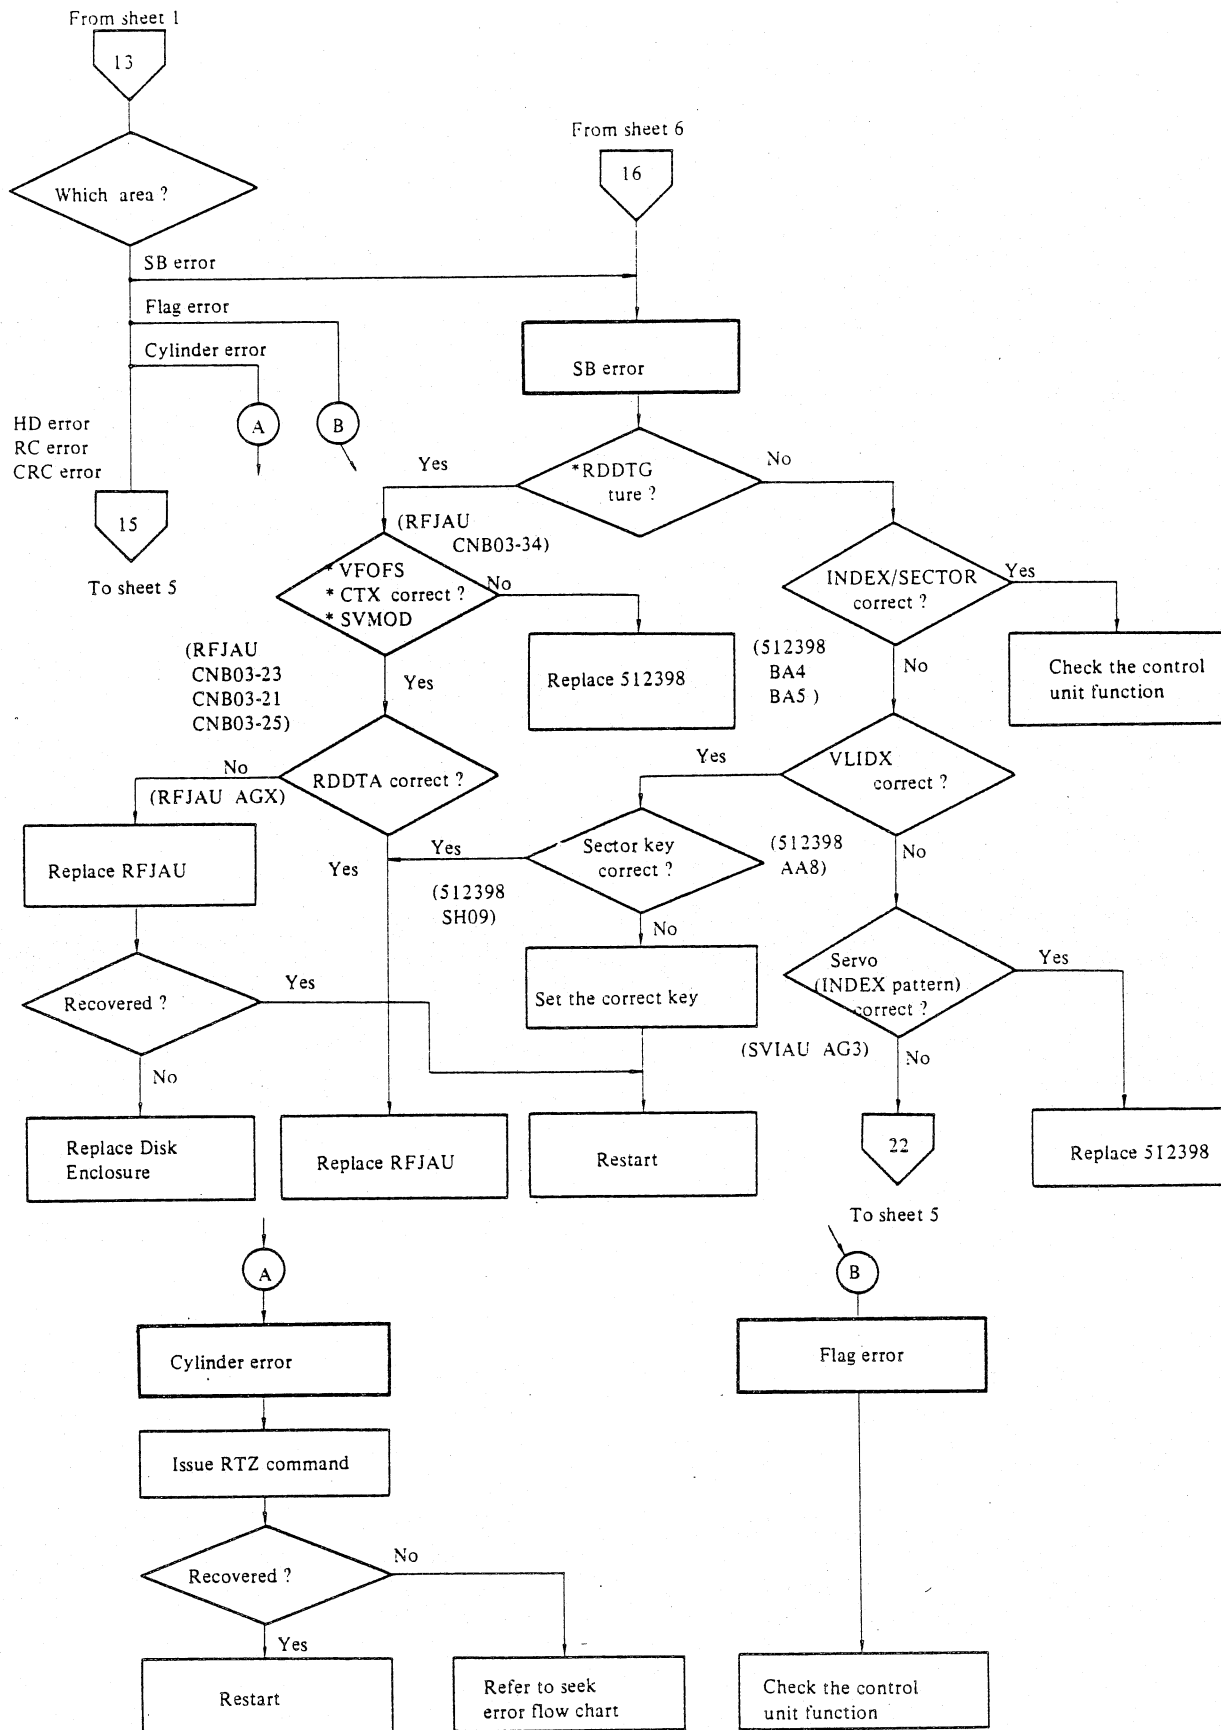 From sheet 1
13
Which area ?
From sheet 6
16
SB error
Flag error
Cylinder error
A
B
HD error
RC error
CRC error
15
To sheet 5
SB error
*RDDTG
ture ?
Yes
No
(RFJAU
CNB03-34)
* VFOFS
* CTX correct ?
* SVMOD
No
INDEX/SECTOR
correct ?
Yes
(RFJAU
CNB03-23
CNB03-21
CNB03-25)
Yes
Replace 512398
(512398
BA4
BA5 )
No
Check the control
unit function
RDDTA correct ?
No
(RFJAU AGX)
Yes
VLIDX
correct ?
Replace RFJAU
Yes
Yes
(512398
SH09)
Sector key
correct ?
(512398
AA8)
No
No
Recovered ?
Yes
Set the correct key
Servo
(INDEX pattern)
correct ?
Yes
(SVIAU AG3)
No
No
Replace Disk
Enclosure
Replace RFJAU
Restart
22
Replace 512398
To sheet 5
A
B
Cylinder error
Flag error
Issue RTZ command
Recovered ?
No
Yes
Restart
Refer to seek
error flow chart
Check the control
unit function